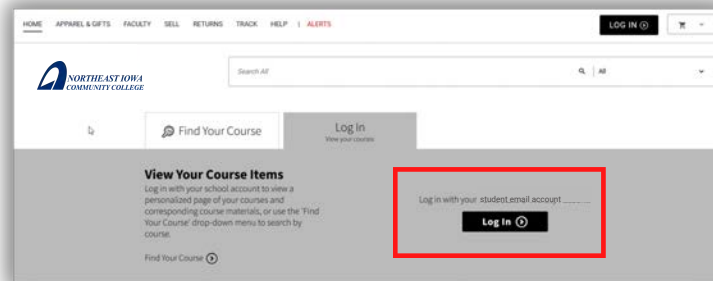 HOME APPAREL & GIFTS FACULTY SELL RETURNS TRACK HELP | ALERTS LOG IN
NORTHEAST IOWA
COMMUNITY COLLEGE
Search All All
Find Your Course
Log In
View your courses
View Your Course Items
Log in with your school account to view a
personalized page of your courses and
corresponding course materials, or use the 'Find
Your Course' drop-down menu to search by
course.
Find Your Course
Log in with your student email account
Log In